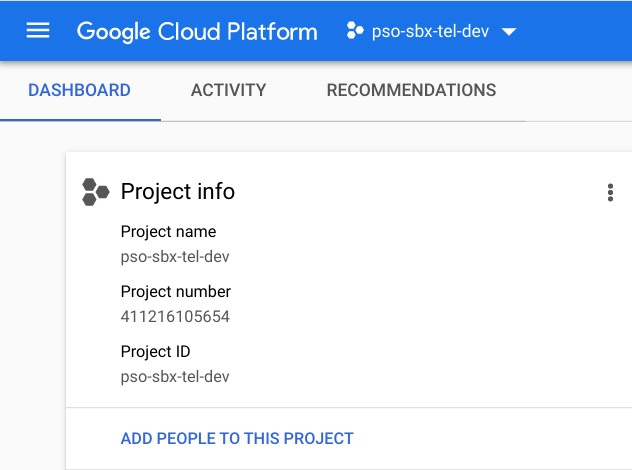 Google Cloud Platform pso-sbx-tel-dev
DASHBOARD ACTIVITY RECOMMENDATIONS
Project info
Project name
pso-sbx-tel-dev
Project number
411216105654
Project ID
pso-sbx-tel-dev
ADD PEOPLE TO THIS PROJECT